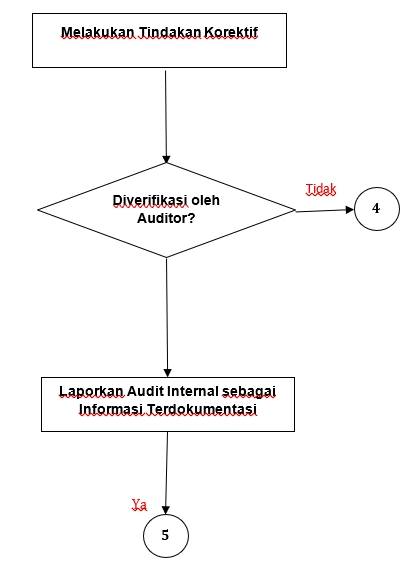 Melakukan Tindakan Korektif
Diverifikasi oleh
Auditor?
Tidak
4
Laporkan Audit Internal sebagai
Informasi Terdokumentasi
Ya
5